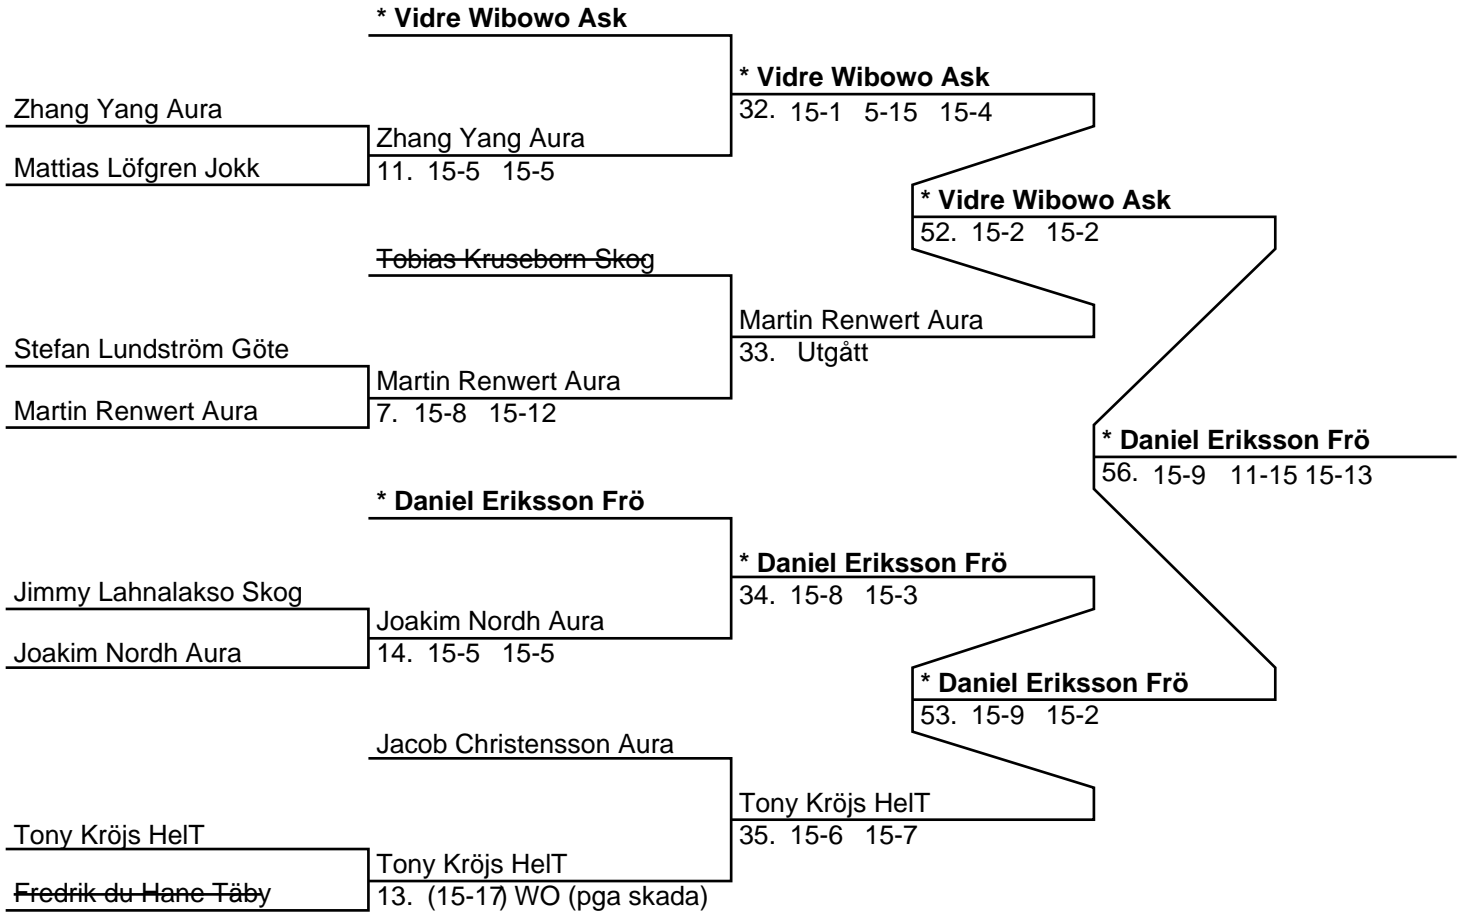 * Vidre Wibowo Ask
* Vidre Wibowo Ask
Zhang Yang Aura
32. 15-1 5-15 15-4
Zhang Yang Aura
Mattias Löfgren Jokk
11. 15-5 15-5
* Vidre Wibowo Ask
52. 15-2 15-2
Tobias Kruseborn Skog
Martin Renwert Aura
Stefan Lundström Göte
33. Utgått
Martin Renwert Aura
Martin Renwert Aura
7. 15-8 15-12
* Daniel Eriksson Frö
56. 15-9 11-15 15-13
* Daniel Eriksson Frö
* Daniel Eriksson Frö
Jimmy Lahnalakso Skog
34. 15-8 15-3
Joakim Nordh Aura
Joakim Nordh Aura
14. 15-5 15-5
* Daniel Eriksson Frö
53. 15-9 15-2
Jacob Christensson Aura
Tony Kröjs HelT
Tony Kröjs HelT
35. 15-6 15-7
Tony Kröjs HelT
Fredrik du Hane Täby
13. (15-17) WO (pga skada)